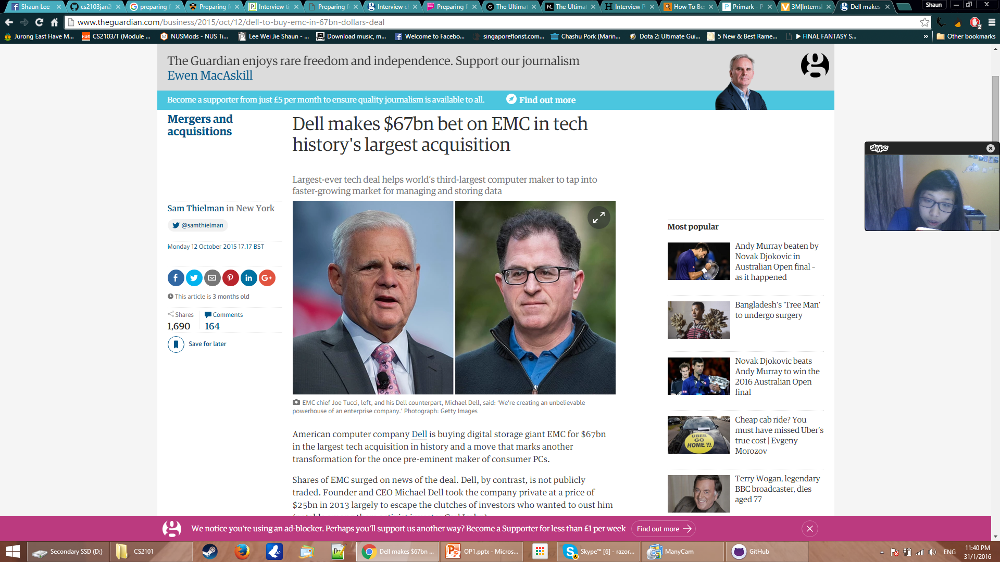 Shaun Lee
cs2103jan2
preparing f
Preparing f
Interview ti
Preparing f
Interview cl
Preparing f
The Ultima
The Ultima
Interview P
How To Be
Primark - P
3M|Interns
Dell makes
Shaun
www.theguardian.com/business/2015/oct/12/dell-to-buy-emc-in-67bn-dollars-deal
2
Jurong East Have M...
NUS
CS2103/T (Module ...
NUSMods - NUS Ti...
Lee Wei Jie Shaun - ...
Download music, m...
Welcome to Facebo...
singaporeflorist.com...
Chashu Pork (Marin...
Dota 2: Ultimate Gui...
5 New & Best Rame...
▶ FINAL FANTASY S...
»
Other bookmarks
The Guardian enjoys rare freedom and independence. Support our journalism
Ewen MacAskill
Become a supporter from just £5 per month to ensure quality journalism is available to all.
Find out more
Mergers and
acquisitions
Dell makes $67bn bet on EMC in tech
history's largest acquisition
skype
Largest-ever tech deal helps world's third-largest computer maker to tap into
faster-growing market for managing and storing data
Sam Thielman in New York
@samthielman
Monday 12 October 2015 17.17 BST
This article is 3 months old
Shares
1,690
Comments
164
Save for later
EMC chief Joe Tucci, left, and his Dell counterpart, Michael Dell, said: 'We're creating an unbelievable
powerhouse of an enterprise company.' Photograph: Getty Images
American computer company Dell is buying digital storage giant EMC for $67bn
in the largest tech acquisition in history and a move that marks another
transformation for the once pre-eminent maker of consumer PCs.
Shares of EMC surged on news of the deal. Dell, by contrast, is not publicly
traded. Founder and CEO Michael Dell took the company private at a price of
$25bn in 2013 largely to escape the clutches of investors who wanted to oust him
Most popular
Andy Murray beaten by
Novak Djokovic in
Australian Open final –
as it happened
Bangladesh's 'Tree Man'
to undergo surgery
Novak Djokovic beats
Andy Murray to win the
2016 Australian Open
final
UBER
GO
HOME !!!
Cheap cab ride? You
must have missed Uber's
true cost | Evgeny
Morozov
Terry Wogan, legendary
BBC broadcaster, dies
aged 77
We notice you're using an ad-blocker. Perhaps you'll support us another way? Become a Supporter for less than £1 per week
Find out more
Secondary SSD (D:)
CS2101
Dell makes $67bn ...
OP1.pptx - Micros...
Skype™ [6] - razor...
ManyCam
GitHub
ENG
11:40 PM
31/1/2016